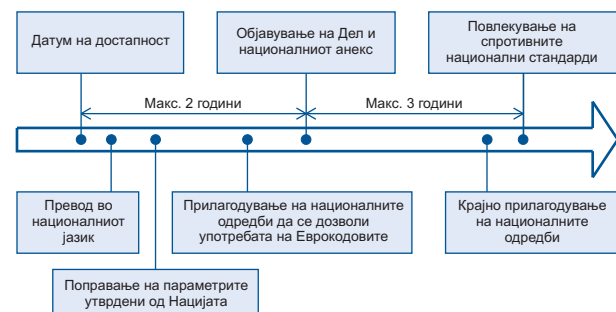 Датум на достапност
Објавување на Дел и
националниот анекс
Повлекување на
спротивните
национални стандарди
Макс. 2 години
Макс. 3 години
Превод во
националниот
јазик
Прилагодување на националните
одредби да се дозволи
употребата на Еврокодовите
Крајно прилагодување
на националните
одредби
Поправање на параметрите
утврдени од Нацијата